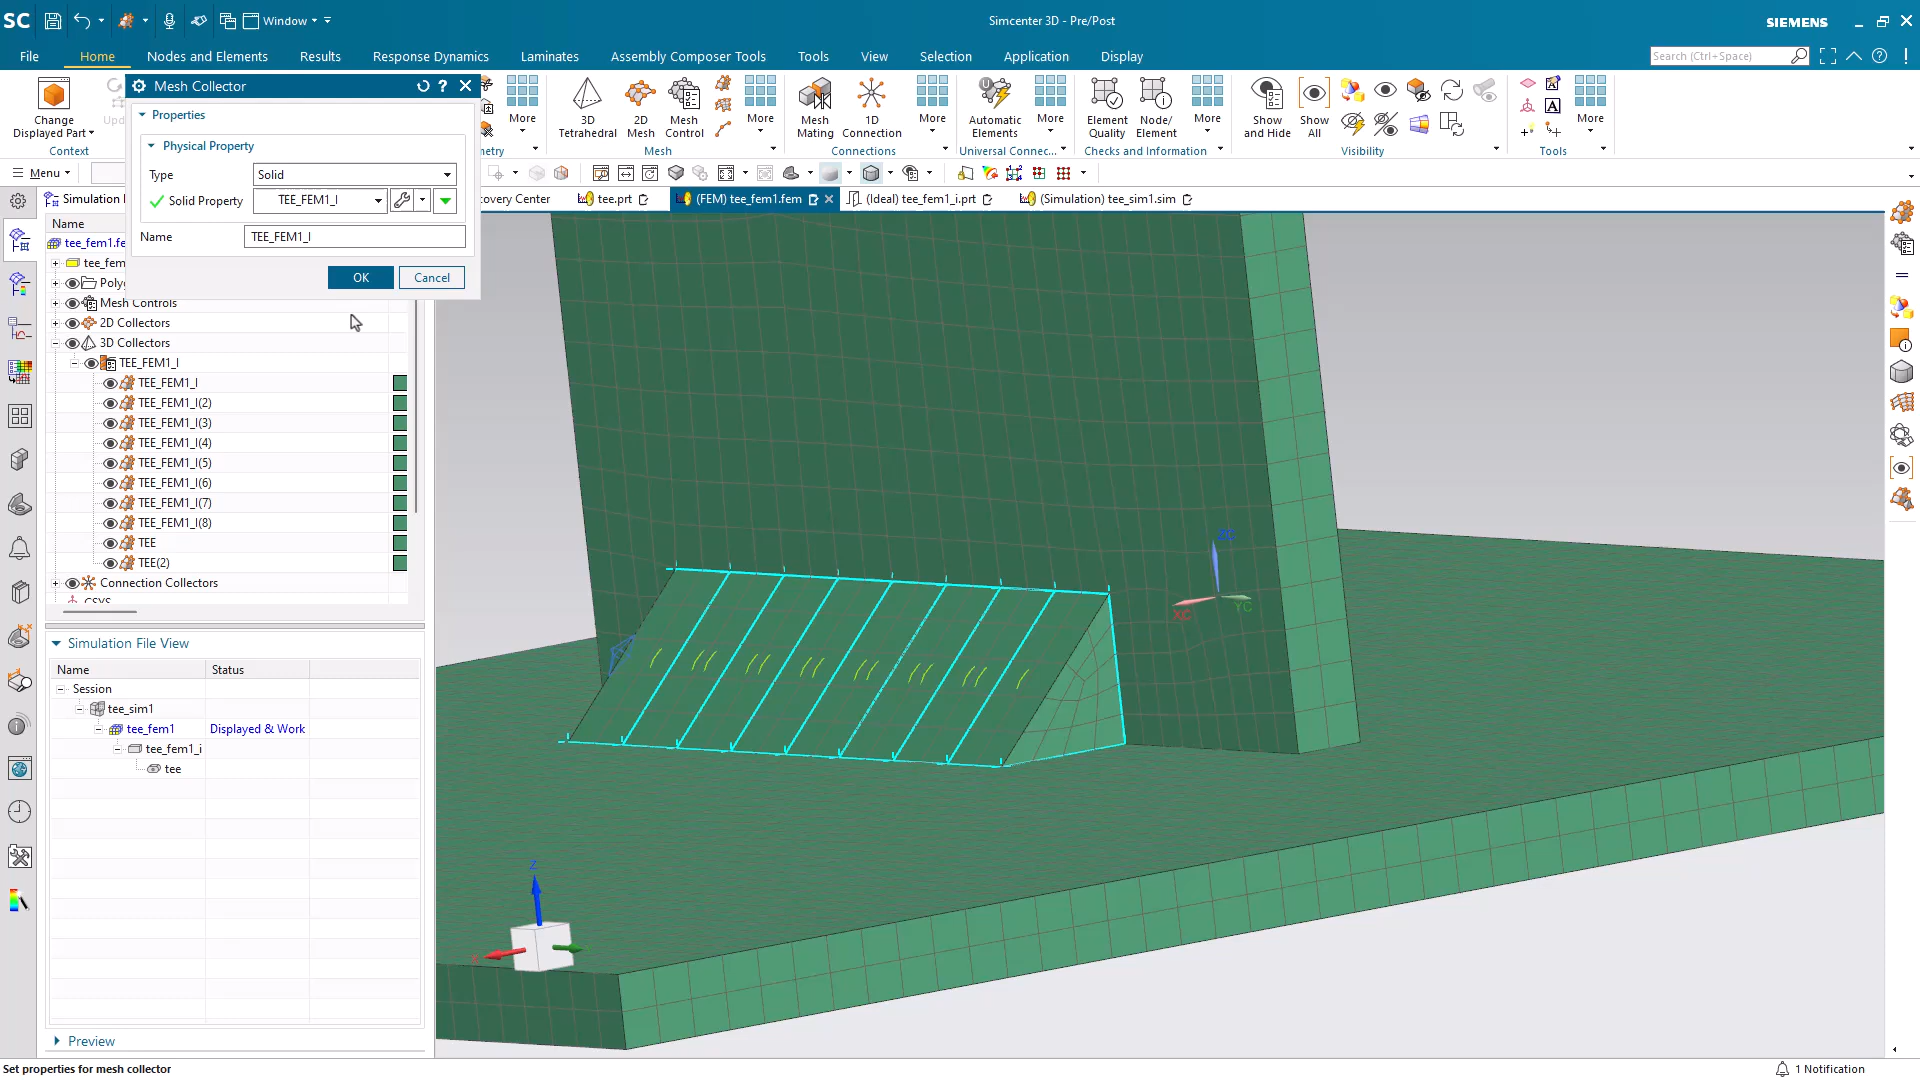 SC Window Simcenter 3D - Pre/Post SIEMENS
File Home Nodes and Elements Results Response Dynamics Laminates Assembly Composer Tools Tools View Selection Application Display Search (Ctrl+Space)
Mesh Collector
Properties
Physical Property
Type Solid
Solid Property TEE_FEM1_I
Name TEE_FEM1_I
OK Cancel
Change Displayed Part
Context
More
3D Tetrahedral
2D Mesh
Mesh Control
More
Mesh
Mesh Mating
1D Connection
More
Connections
Automatic Elements
More
Universal Connec...
Element Quality
Node/ Element
More
Checks and Information
Show and Hide
Show All
Visibility
More
Tools
Menu
Simulation
tee.prt
(FEM) tee_fem1.fem
(Ideal) tee_fem1_i.prt
(Simulation) tee_sim1.sim
Name
tee_fem1.fe
tee_fem
Poly
Mesh Controls
2D Collectors
3D Collectors
TEE_FEM1_I
TEE_FEM1_I
TEE_FEM1_I(2)
TEE_FEM1_I(3)
TEE_FEM1_I(4)
TEE_FEM1_I(5)
TEE_FEM1_I(6)
TEE_FEM1_I(7)
TEE_FEM1_I(8)
TEE
TEE(2)
Connection Collectors
CSYS
Simulation File View
Name Status
Session
tee_sim1
tee_fem1 Displayed & Work
tee_fem1_i
tee
Preview
ZC
XC
YC
Z
Set properties for mesh collector
1 Notification